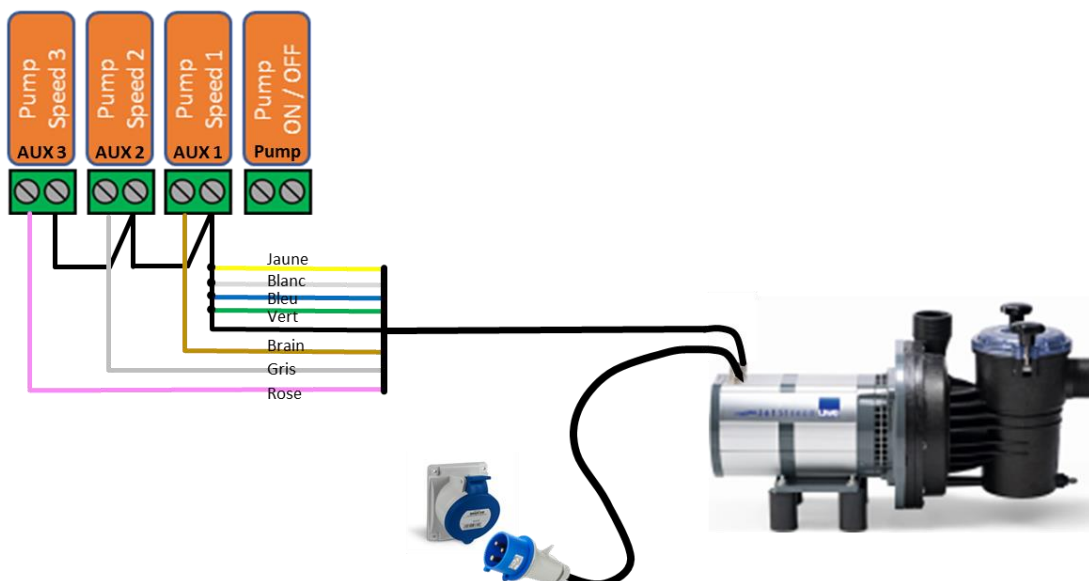 Pump
Speed 3
AUX 3
Pump
Speed 2
AUX 2
Pump
Speed 1
AUX 1
Pump
ON / OFF
Pump
Jaune
Blanc
Bleu
Vert
Brain
Gris
Rose